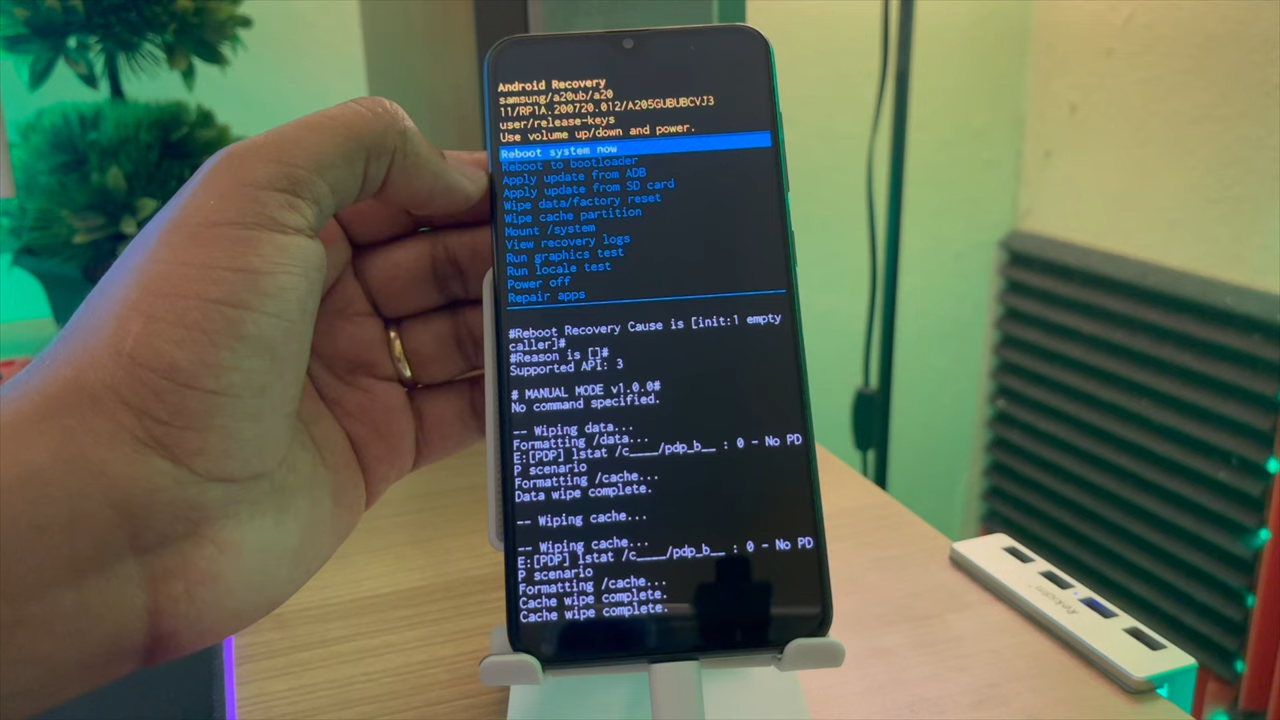 Android Recovery
samsung/a20ub/a20
11/RP1A.200720.012/A205GUBUBCVJ3
user/release-keys
Use volume up/down and power.
Reboot system now
Reboot to bootloader
Apply update from ADB
Apply update from SD card
Wipe data/factory reset
Wipe cache partition
Mount /system
View recovery logs
Run graphics test
Run locale test
Power off
Repair apps
#Reboot Recovery Cause is [init:1 empty
caller]#
#Reason is []#
Supported API: 3
# MANUAL MODE v1.0.0#
No command specified.
-- Wiping data...
Formatting /data...
E:[PDP] lstat /c____/pdp_b__ : 0 - No PD
P scenario
Formatting /cache...
Data wipe complete.
-- Wiping cache...
-- Wiping cache...
E:[PDP] lstat /c____/pdp_b__ : 0 - No PD
P scenario
Formatting /cache...
Cache wipe complete.
Cache wipe complete.